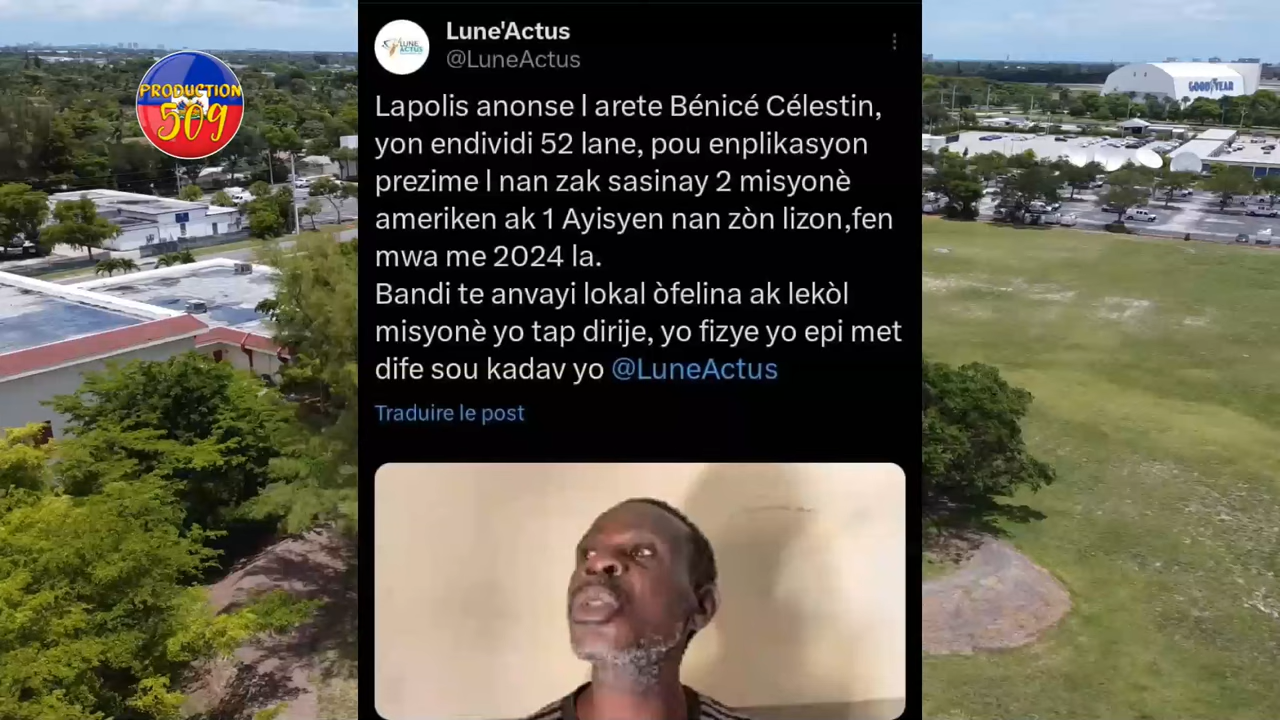 PRODUCTION
509
GOODYEAR
LUNE
ACTUS
Lune'Actus
@LuneActus
Lapolis anonse l arete Bénicé Célestin,
yon endividi 52 lane, pou enplikasyon
prezime l nan zak sasinay 2 misyonè
ameriken ak 1 Ayisyen nan zòn lizon,fen
mwa me 2024 la.
Bandi te anvayi lokal òfelina ak lekòl
misyonè yo tap dirije, yo fizye yo epi met
dife sou kadav yo @LuneActus
Traduire le post